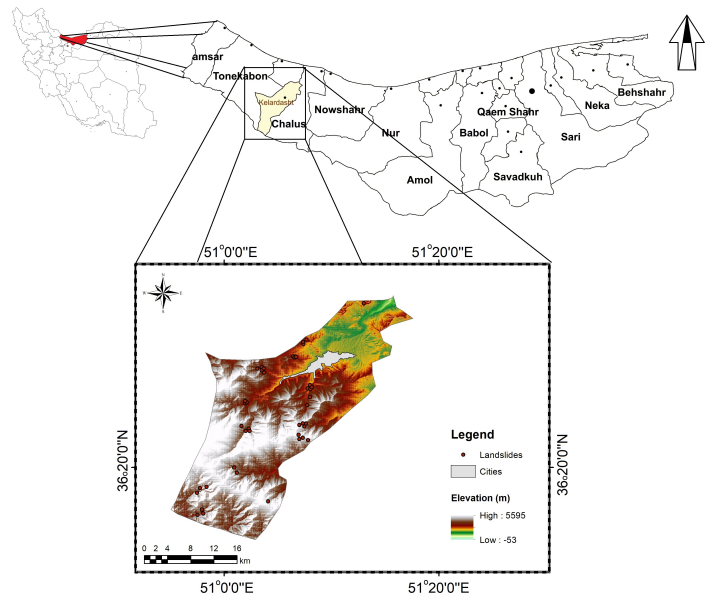 amsar
Tonekabon
Kelardasht
Chalus
Nowshahr
Nur
Amol
Babol
Qaem Shahr
Savadkuh
Sari
Neka
Behshahr
51°0'0"E 51°20'0"E
N
W E
S
36°20'0"N
36°20'0"N
Legend
Landslides
Cities
Elevation (m)
High : 5595
Low : -53
0 2 4 8 12 16
km
51°0'0"E 51°20'0"E